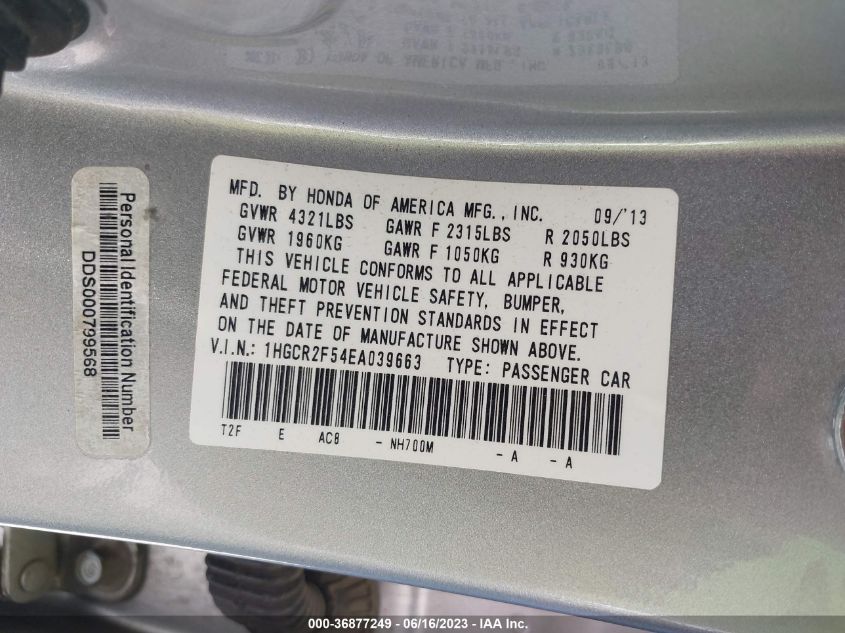 MFD. BY HONDA OF AMERICA MFG., INC. 09/'13
GVWR 4321LBS GAWR F 2315LBS R 2050LBS
GVWR 1960KG GAWR F 1050KG R 930KG
THIS VEHICLE CONFORMS TO ALL APPLICABLE
FEDERAL MOTOR VEHICLE SAFETY, BUMPER,
AND THEFT PREVENTION STANDARDS IN EFFECT
ON THE DATE OF MANUFACTURE SHOWN ABOVE.
V.I.N.: 1HGCR2F54EA039663 TYPE: PASSENGER CAR
T2F E AC8 - NH700M - A - A
Personal Identification Number
DDS000799568
000-36877249 - 06/16/2023 - IAA Inc.